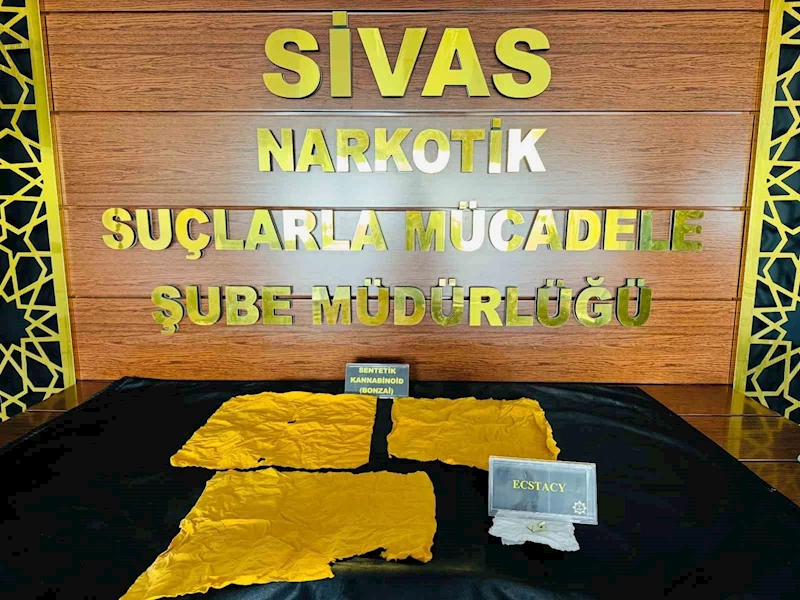 SİVAS
NARKOTİK
SUÇLARLA MÜCADELE
ŞUBE MÜDÜRLÜĞÜ
SENTETİK
KANNABİNOİD
(BONZAİ)
ECSTACY